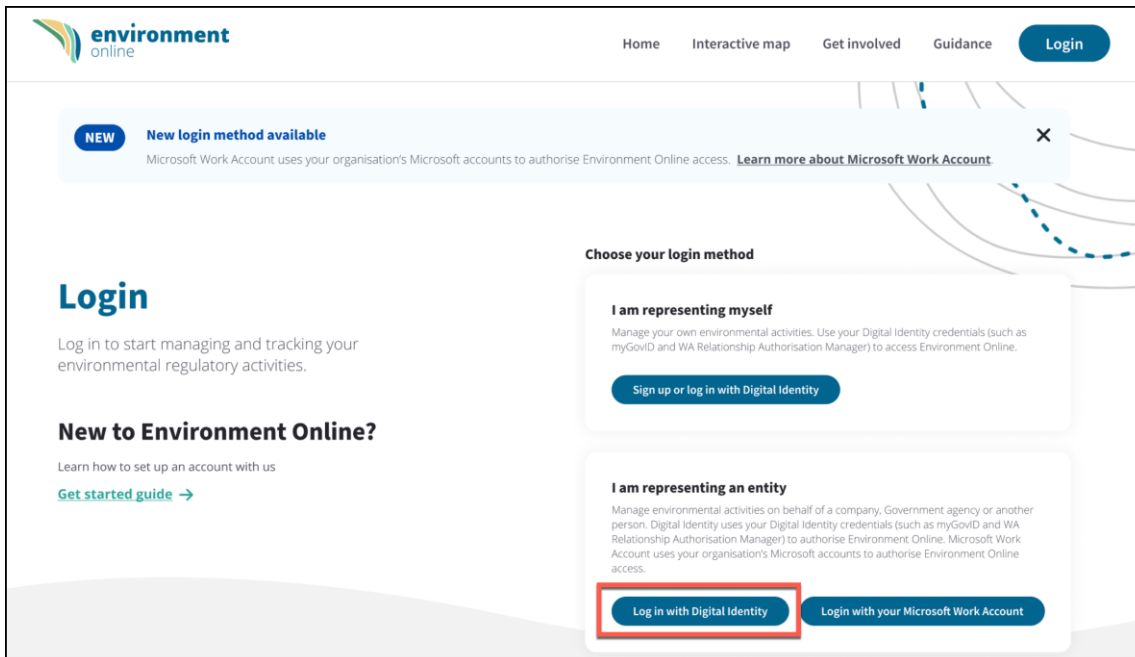 environment
online
Home Interactive map Get involved Guidance Login
NEW New login method available
Microsoft Work Account uses your organisation's Microsoft accounts to authorise Environment Online access. Learn more about Microsoft Work Account.
Login
Log in to start managing and tracking your
environmental regulatory activities.
New to Environment Online?
Learn how to set up an account with us
Get started guide →
Choose your login method
I am representing myself
Manage your own environmental activities. Use your Digital Identity credentials (such as
myGovID and WA Relationship Authorisation Manager) to access Environment Online.
Sign up or log in with Digital Identity
I am representing an entity
Manage environmental activities on behalf of a company, Government agency or another
person. Digital Identity uses your Digital Identity credentials (such as myGovID and WA
Relationship Authorisation Manager) to authorise Environment Online. Microsoft Work
Account uses your organisation's Microsoft accounts to authorise Environment Online
access.
Log in with Digital Identity Login with your Microsoft Work Account